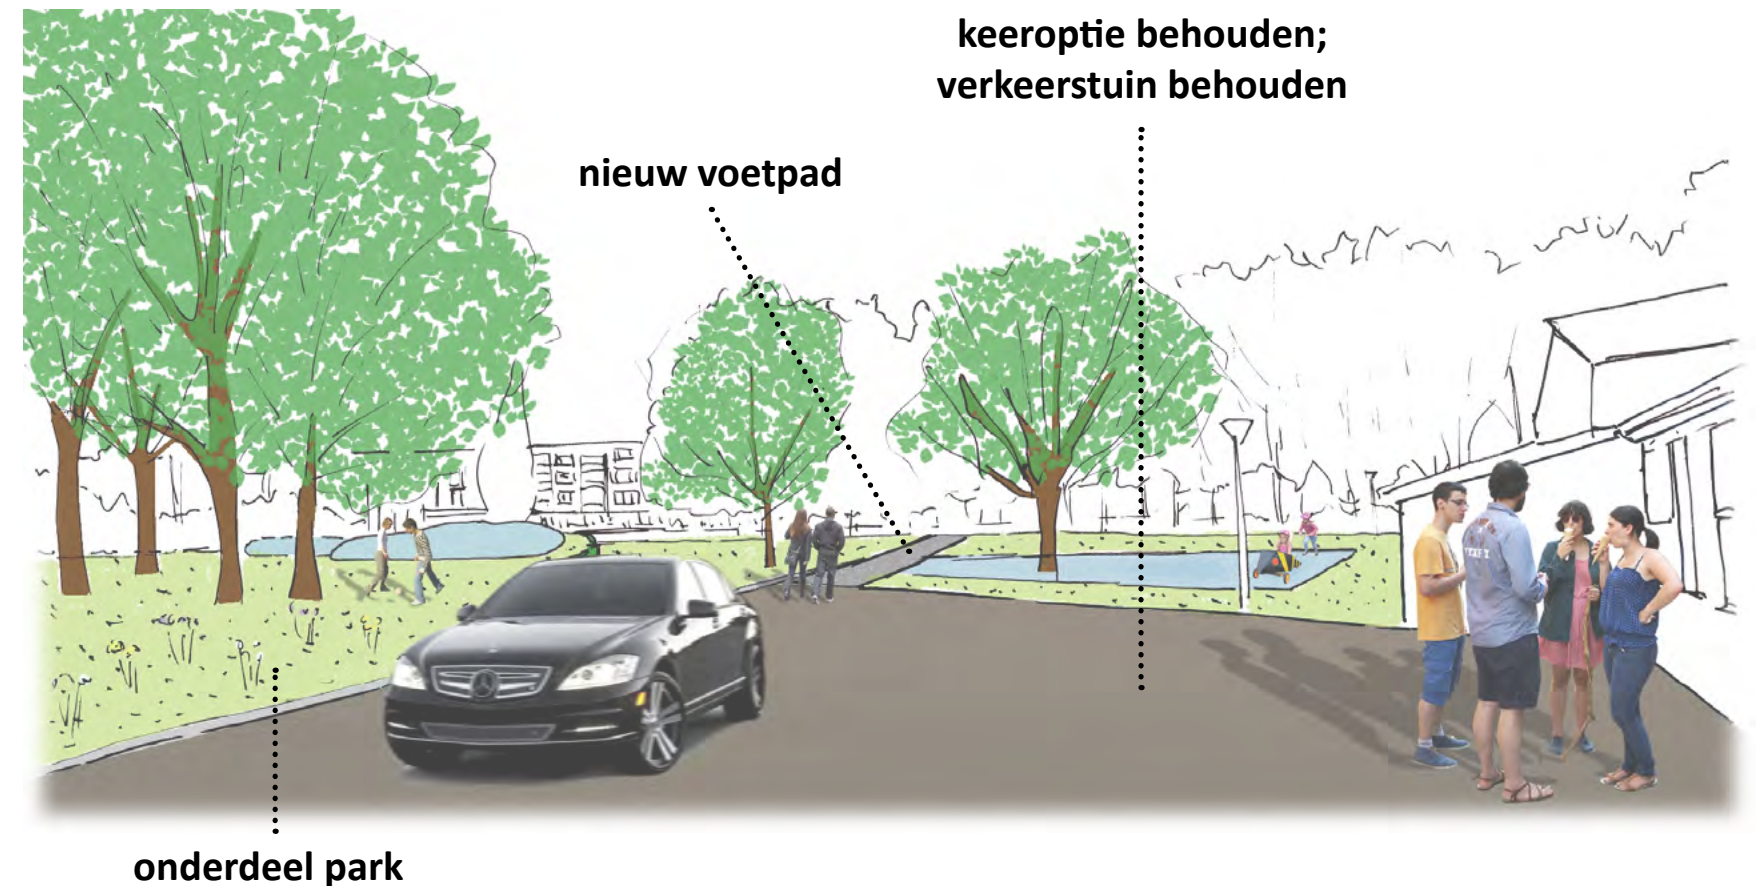 keeroptie behouden;
verkeerstuin behouden
nieuw voetpad
onderdeel park